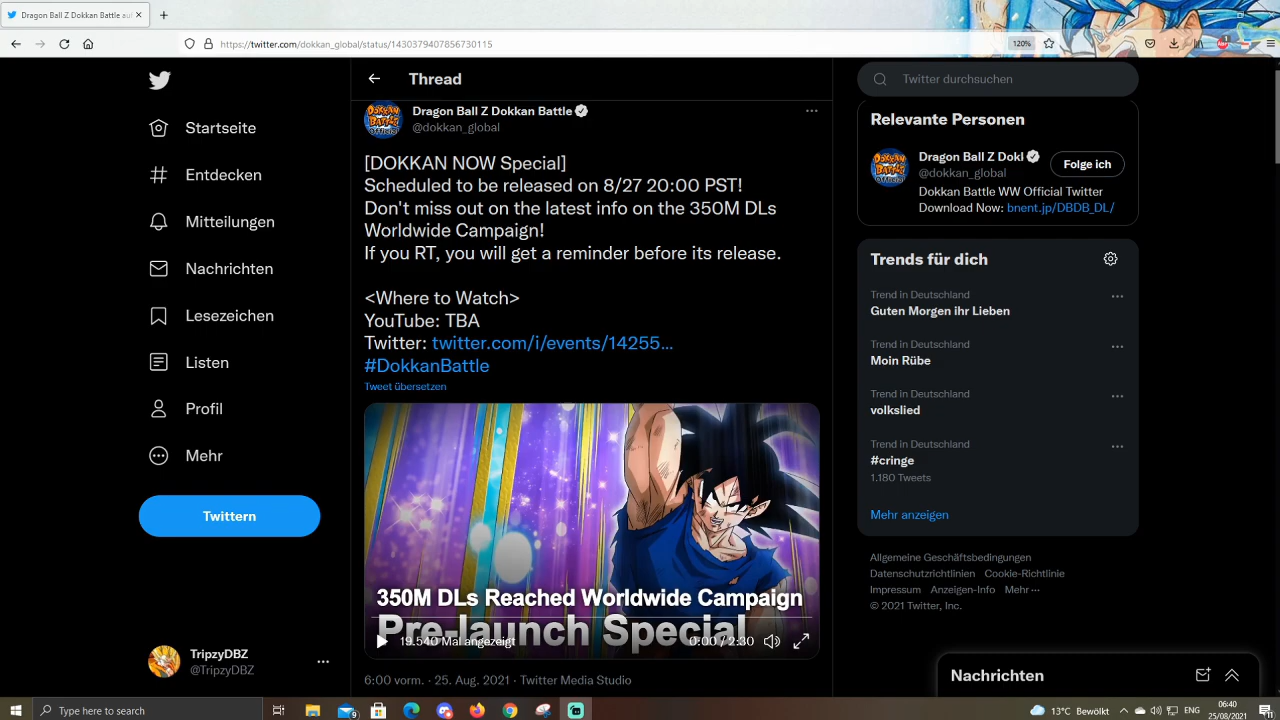 Dragon Ball Z Dokkan Battle auf
https://twitter.com/dokkan_global/status/1430379407856730115
120%
Startseite
Entdecken
Mitteilungen
Nachrichten
Lesezeichen
Listen
Profil
Mehr
Twittern
TripzyDBZ
@TripzyDBZ
Thread
DOKKAN BATTLE Official
Dragon Ball Z Dokkan Battle
@dokkan_global
[DOKKAN NOW Special]
Scheduled to be released on 8/27 20:00 PST!
Don't miss out on the latest info on the 350M DLs
Worldwide Campaign!
If you RT, you will get a reminder before its release.
<Where to Watch>
YouTube: TBA
Twitter: twitter.com/i/events/14255...
#DokkanBattle
Tweet übersetzen
350M DLs Reached Worldwide Campaign
Pre-launch Special
19.540 Mal angezeigt
0:00 / 2:30
6:00 vorm. · 25. Aug. 2021 · Twitter Media Studio
Twitter durchsuchen
Relevante Personen
DOKKAN BATTLE Official
Dragon Ball Z Dokl
@dokkan_global
Folge ich
Dokkan Battle WW Official Twitter
Download Now: bnent.jp/DBDB_DL/
Trends für dich
Trend in Deutschland
Guten Morgen ihr Lieben
Trend in Deutschland
Moin Rübe
Trend in Deutschland
volkslied
Trend in Deutschland
#cringe
1.180 Tweets
Mehr anzeigen
Allgemeine Geschäftsbedingungen
Datenschutzrichtlinien Cookie-Richtlinie
Impressum Anzeigen-Info Mehr ···
© 2021 Twitter, Inc.
Nachrichten
Type here to search
9
13°C Bewölkt
ENG
06:40
25/08/2021